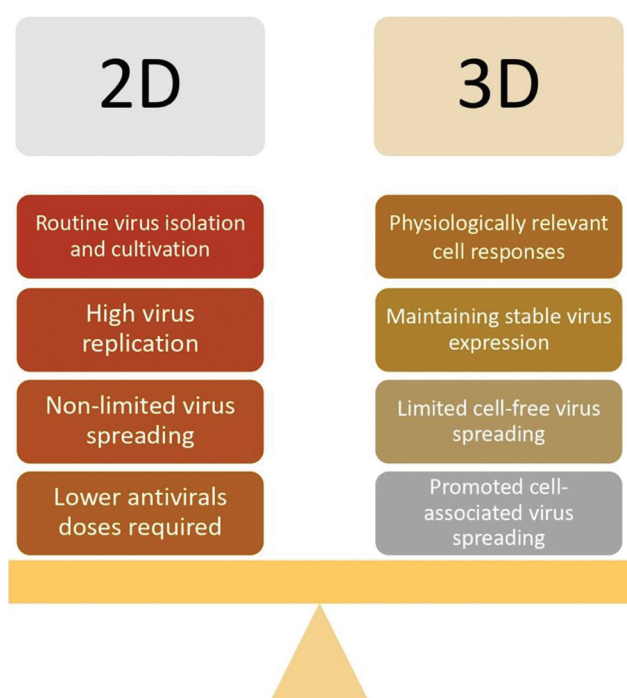 2D
3D
Routine virus isolation
and cultivation
High virus
replication
Non-limited virus
spreading
Lower antivirals
doses required
Physiologically relevant
cell responses
Maintaining stable virus
expression
Limited cell-free virus
spreading
Promoted cell-
associated virus
spreading